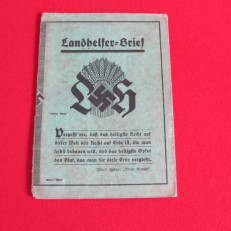 Landhelfer-Brief
LH
Vergeßt nie, daß das heiligste Recht auf
dieser Welt das Recht auf Erde ist, die man
selbst bebauen will, und das heiligste Opfer
das Blut, das man für diese Erde vergießt.